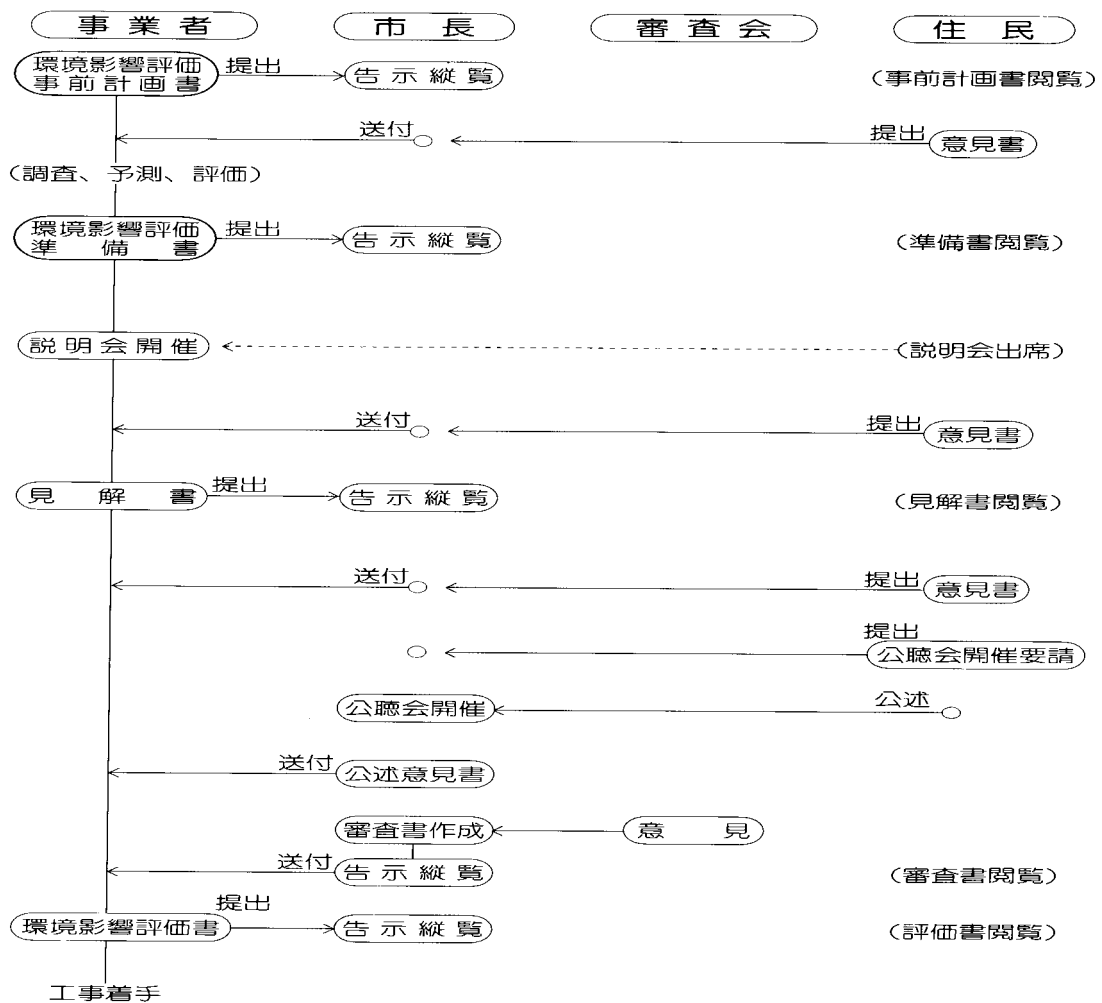 事業者 市長 審査会 住民
環境影響評価 提出
事前計画書 告示縦覧 (事前計画書閲覧)
送付 提出 意見書
(調査、予測、評価)
環境影響評価 提出
準備書 告示縦覧 (準備書閲覧)
説明会開催 (説明会出席)
送付 提出 意見書
見解書 提出 告示縦覧 (見解書閲覧)
送付 提出 意見書
提出
公聴会開催要請
公聴会開催 公述
送付 公述意見書
審査書作成 意見
送付 告示縦覧 (審査書閲覧)
環境影響評価書 提出 告示縦覧 (評価書閲覧)
工事着手